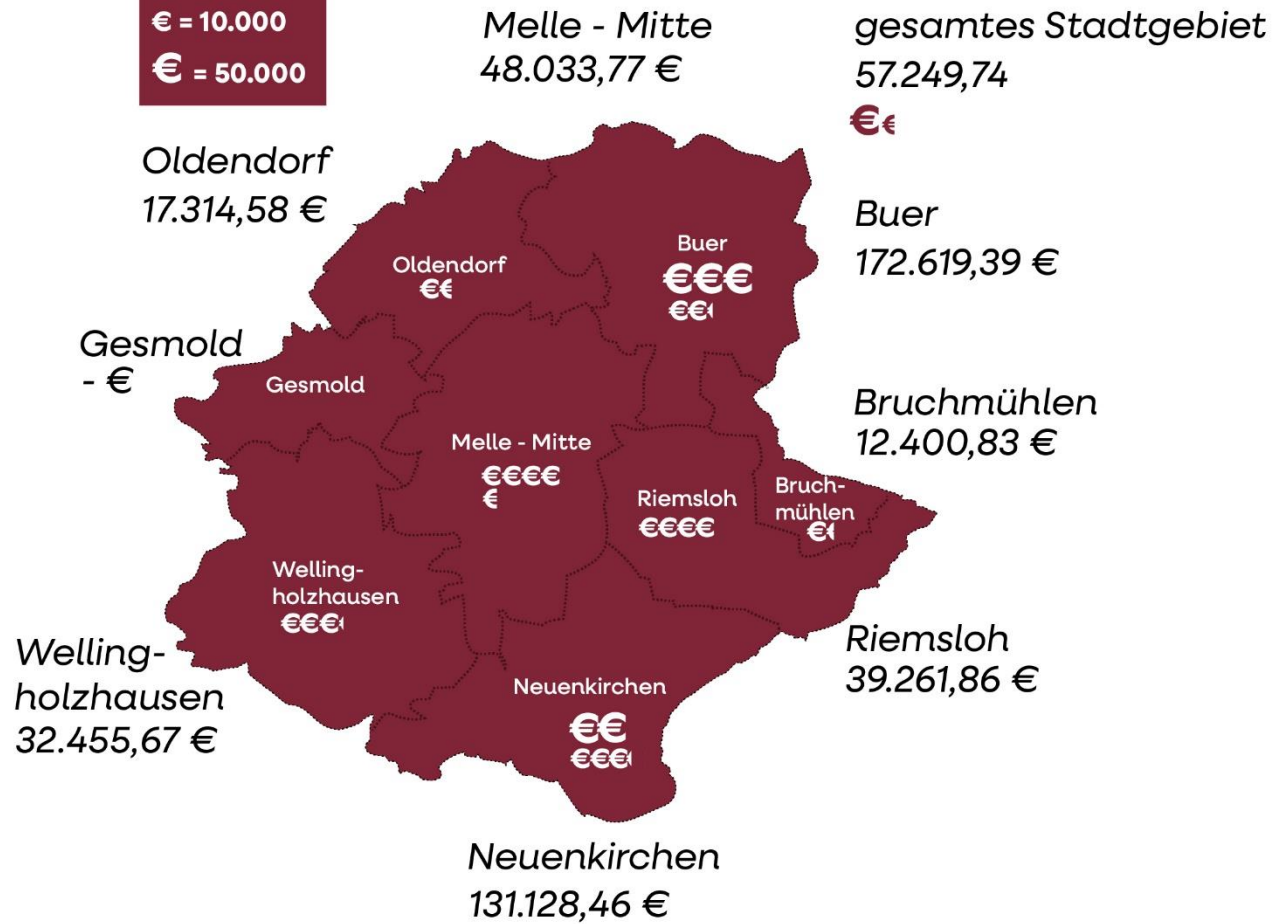 € = 10.000
€ = 50.000
Melle - Mitte
48.033,77 €
gesamtes Stadtgebiet
57.249,74
€€
Oldendorf
17.314,58 €
Buer
172.619,39 €
Buer
€€€
€€€
Oldendorf
€€
Gesmold
- €
Gesmold
Bruchmühlen
12.400,83 €
Melle - Mitte
€€€€
€
Riemsloh
€€€€
Bruch-
mühlen
€€
Welling-
holzhausen
€€€€
Welling-
holzhausen
32.455,67 €
Riemsloh
39.261,86 €
Neuenkirchen
€€
€€€€
Neuenkirchen
131.128,46 €